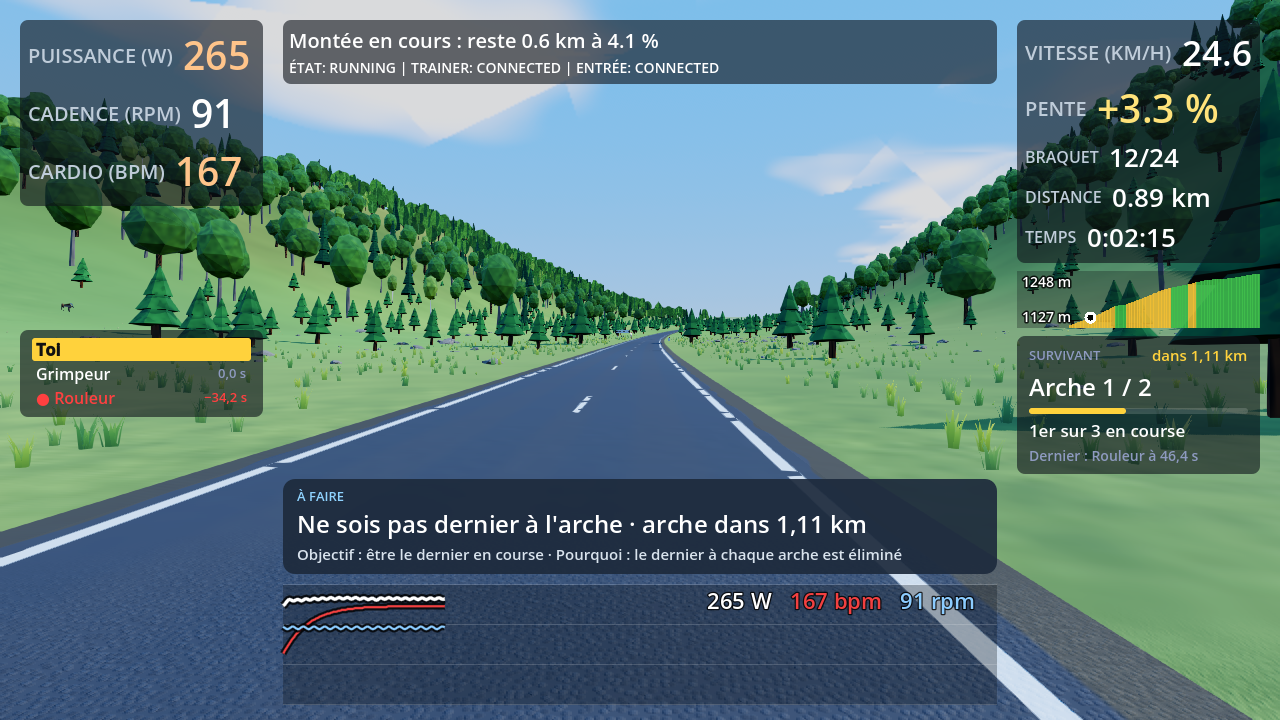 PUISSANCE (W) 265
CADENCE (RPM) 91
CARDIO (BPM) 167
Montée en cours : reste 0.6 km à 4.1 %
ÉTAT: RUNNING | TRAINER: CONNECTED | ENTRÉE: CONNECTED
VITESSE (KM/H) 24.6
PENTE +3.3 %
BRAQUET 12/24
DISTANCE 0.89 km
TEMPS 0:02:15
1248 m
1127 m
Toi
Grimpeur 0,0 s
Rouleur −34,2 s
SURVIVANT dans 1,11 km
Arche 1 / 2
1er sur 3 en course
Dernier : Rouleur à 46,4 s
À FAIRE
Ne sois pas dernier à l'arche · arche dans 1,11 km
Objectif : être le dernier en course · Pourquoi : le dernier à chaque arche est éliminé
265 W 167 bpm 91 rpm